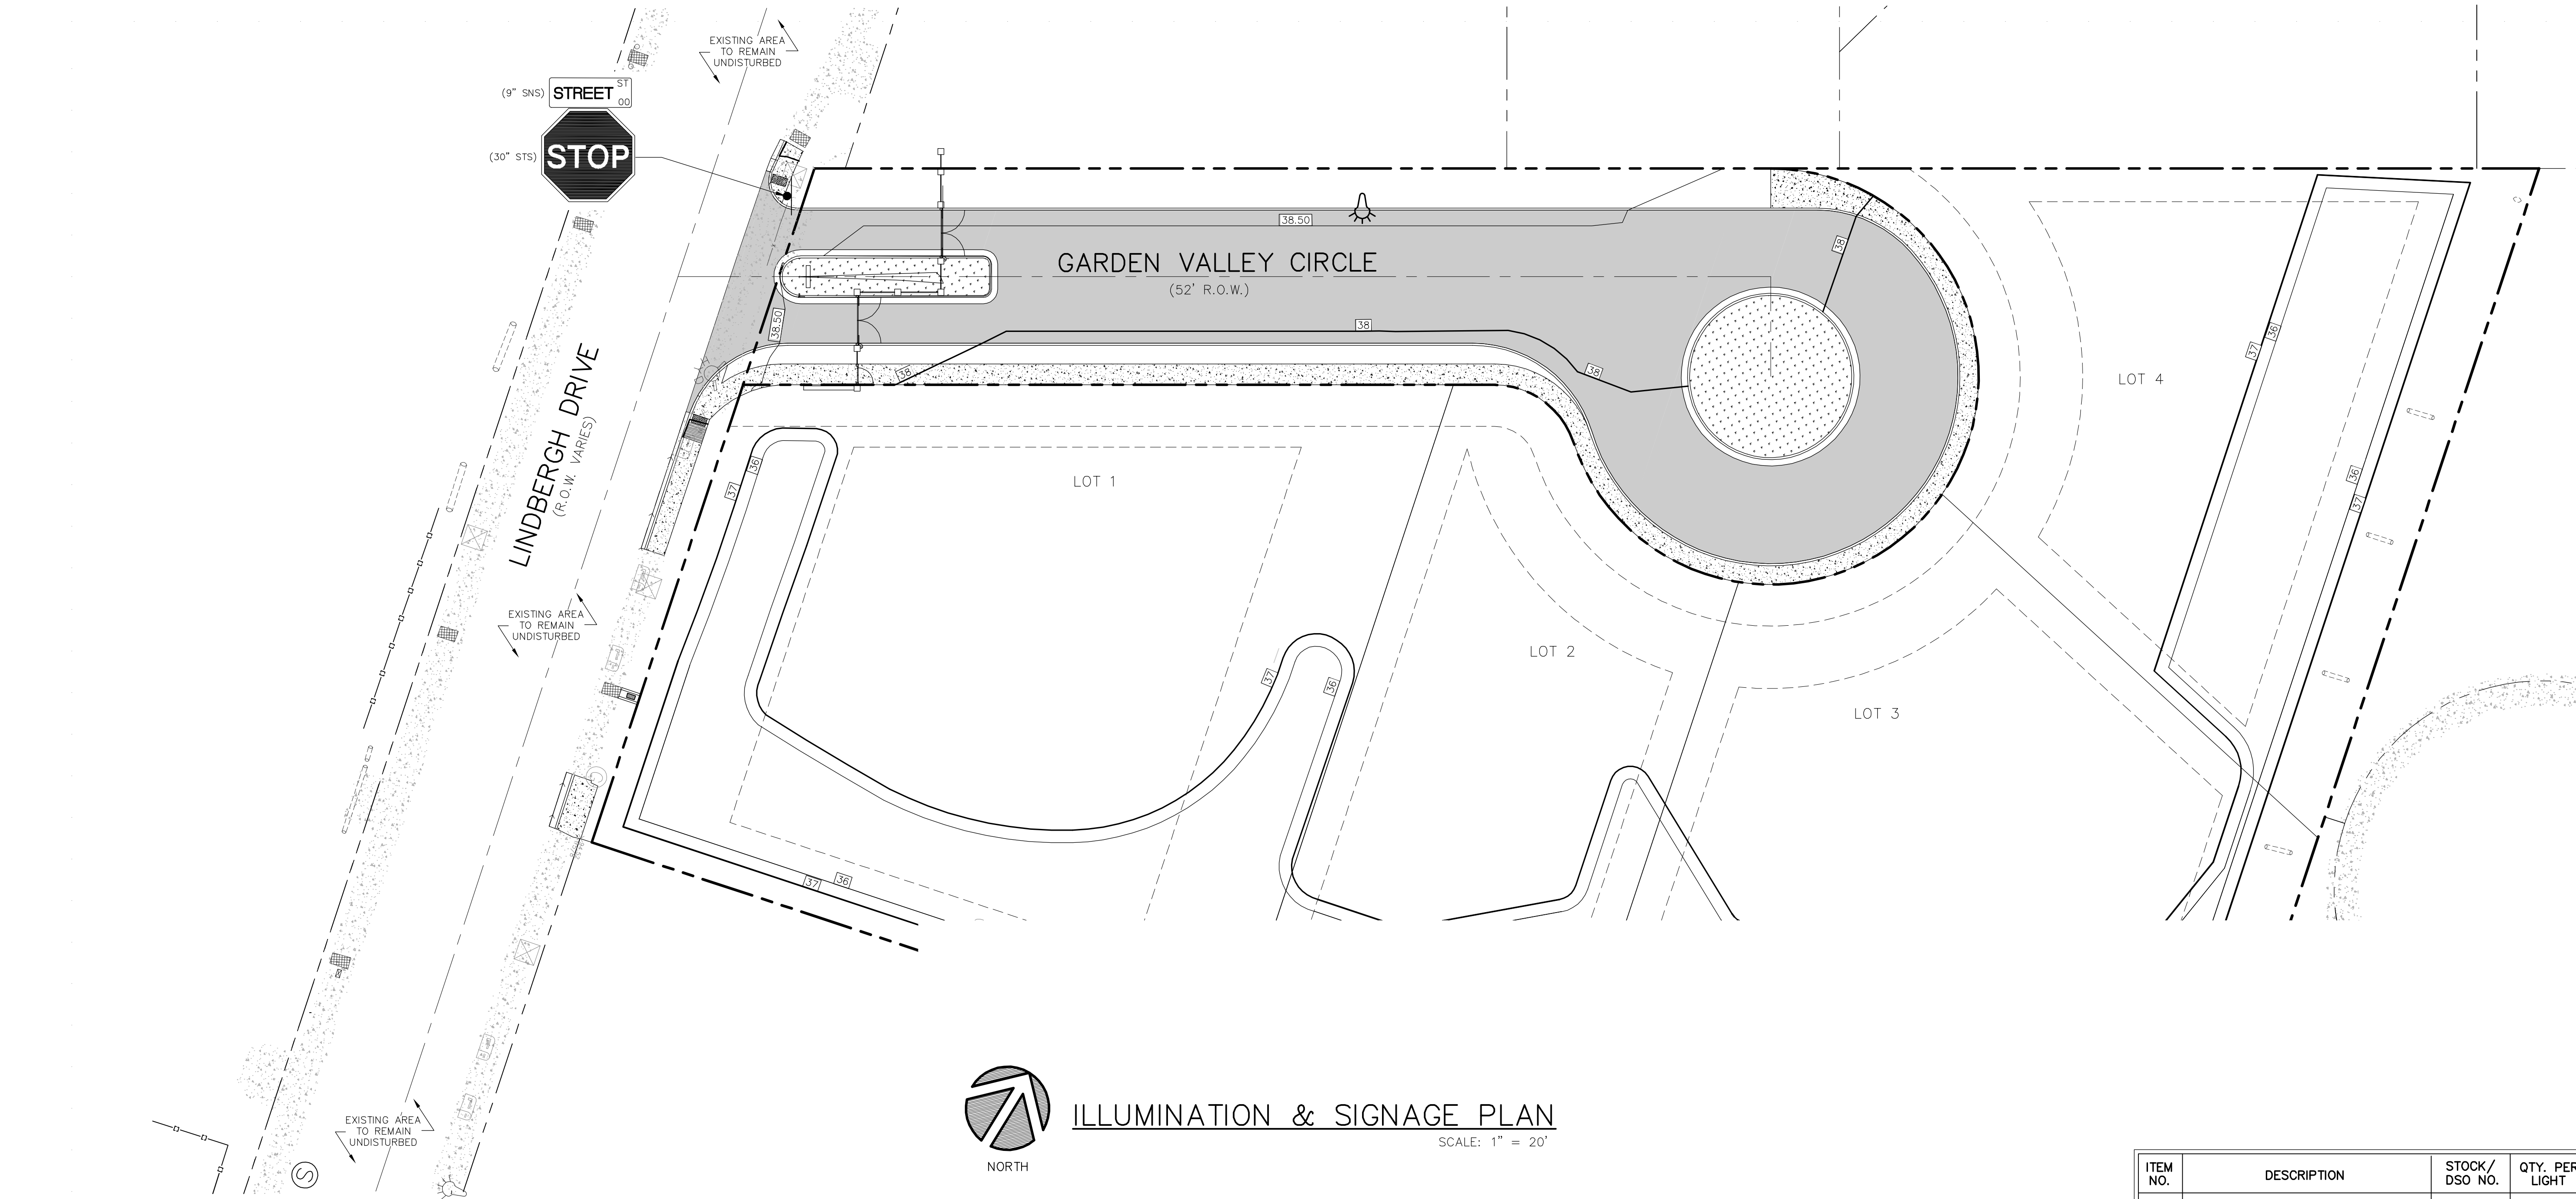 EXISTING AREA
TO REMAIN
UNDISTURBED
(9" SNS)
STREET
ST
00
(30" STS)
STOP
38.50
GARDEN VALLEY CIRCLE
(52' R.O.W.)
38
38.50
38
38
38
LINDBERGH DRIVE
(R.O.W. VARIES)
37
36
LOT 4
LOT 1
36
37
36
37
EXISTING AREA
TO REMAIN
UNDISTURBED
LOT 2
37
36
LOT 3
37
36
EXISTING AREA
TO REMAIN
UNDISTURBED
S
NORTH
ILLUMINATION & SIGNAGE PLAN
SCALE: 1" = 20'
ITEM
NO.
DESCRIPTION
STOCK/
DSO NO.
QTY. PER
LIGHT